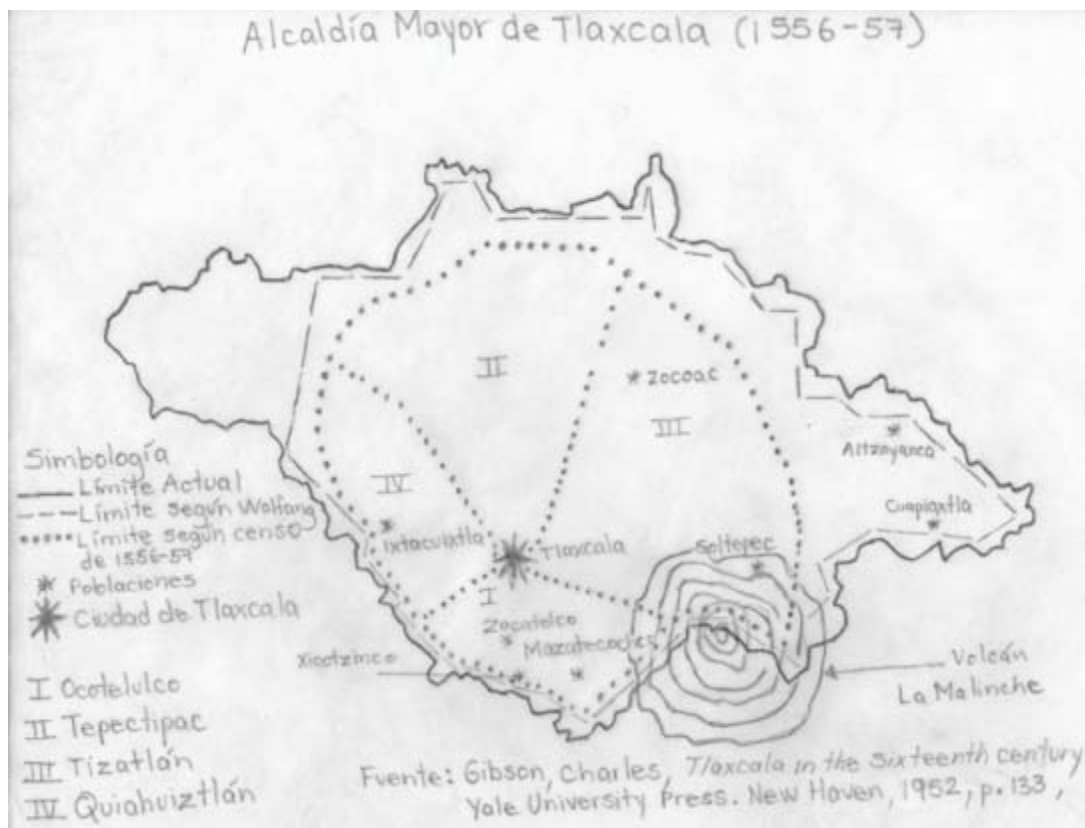 Alcaldía Mayor de Tlaxcala (1556-57)
II
Zocoac
III
Altzayanca
Simbología
Límite Actual
Límite según Wolfang
Límite según censo
de 1556-57
Poblaciones
Ciudad de Tlaxcala
IV
Cuapiaxtla
Ixtacuixtla
Tlaxcala
Soltepec
I
Zacatelco
Mazatecochco
Xicotzinco
Volcán
La Malinche
I Ocotelulco
II Tepectipac
III Tizatlán
IV Quiahuiztlán
Fuente: Gibson, Charles, Tlaxcala in the Sixteenth century
Yale University Press. New Haven, 1952, p. 133,